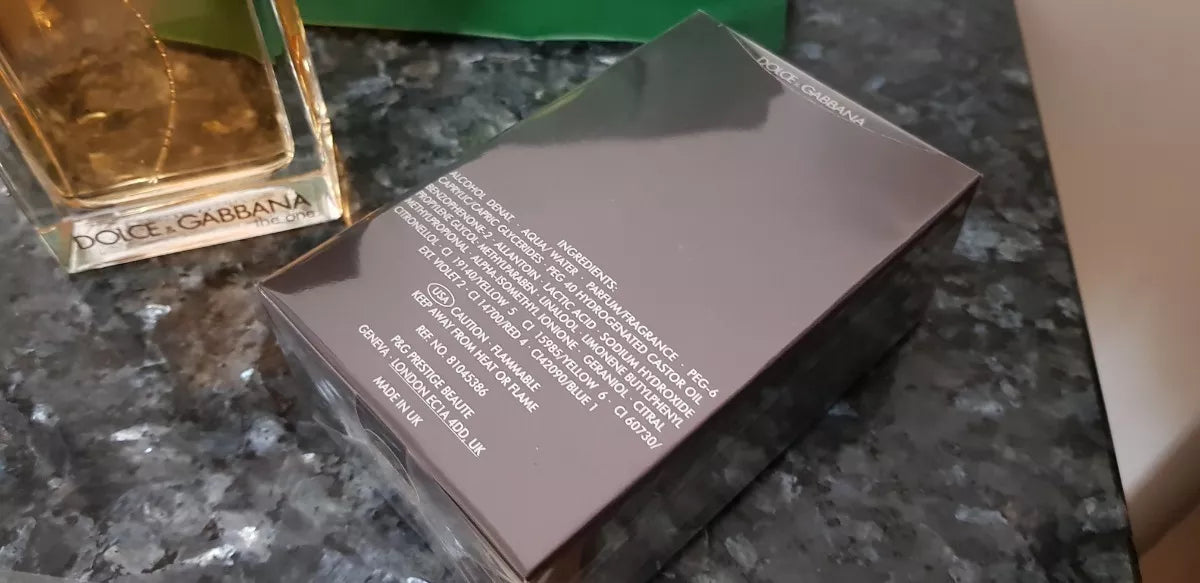 DOLCE & GABBANA
the one
DOLCE & GABBANA
INGREDIENTS:
ALCOHOL DENAT. · AQUA/WATER · PARFUM/FRAGRANCE · PEG-6
CAPRYLIC/CAPRIC GLYCERIDES · PEG-40 HYDROGENATED CASTOR OIL
BENZOPHENONE-2 · ALLANTOIN · LACTIC ACID · SODIUM HYDROXIDE
PROPYLENE GLYCOL · METHYLPARABEN · LINALOOL · LIMONENE BUTYLPHENYL
METHYLPROPIONAL · ALPHA-ISOMETHYL IONONE · GERANIOL · CITRAL
CITRONELLOL · CI 19140/YELLOW 5 · CI 15985/YELLOW 6 · CI 60730/
EXT. VIOLET 2 · CI 14700/RED 4 · CI42090/BLUE 1
USA CAUTION · FLAMMABLE
KEEP AWAY FROM HEAT OR FLAME
REF NO. 81045386
P&G PRESTIGE BEAUTE
GENEVA · LONDON EC1A 4DD, UK
MADE IN UK